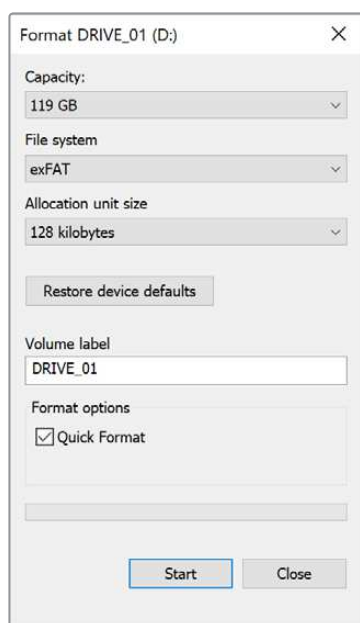 Format DRIVE_01 (D:)
Capacity:
119 GB
File system
exFAT
Allocation unit size
128 kilobytes
Restore device defaults
Volume label
DRIVE_01
Format options
Quick Format
Start Close